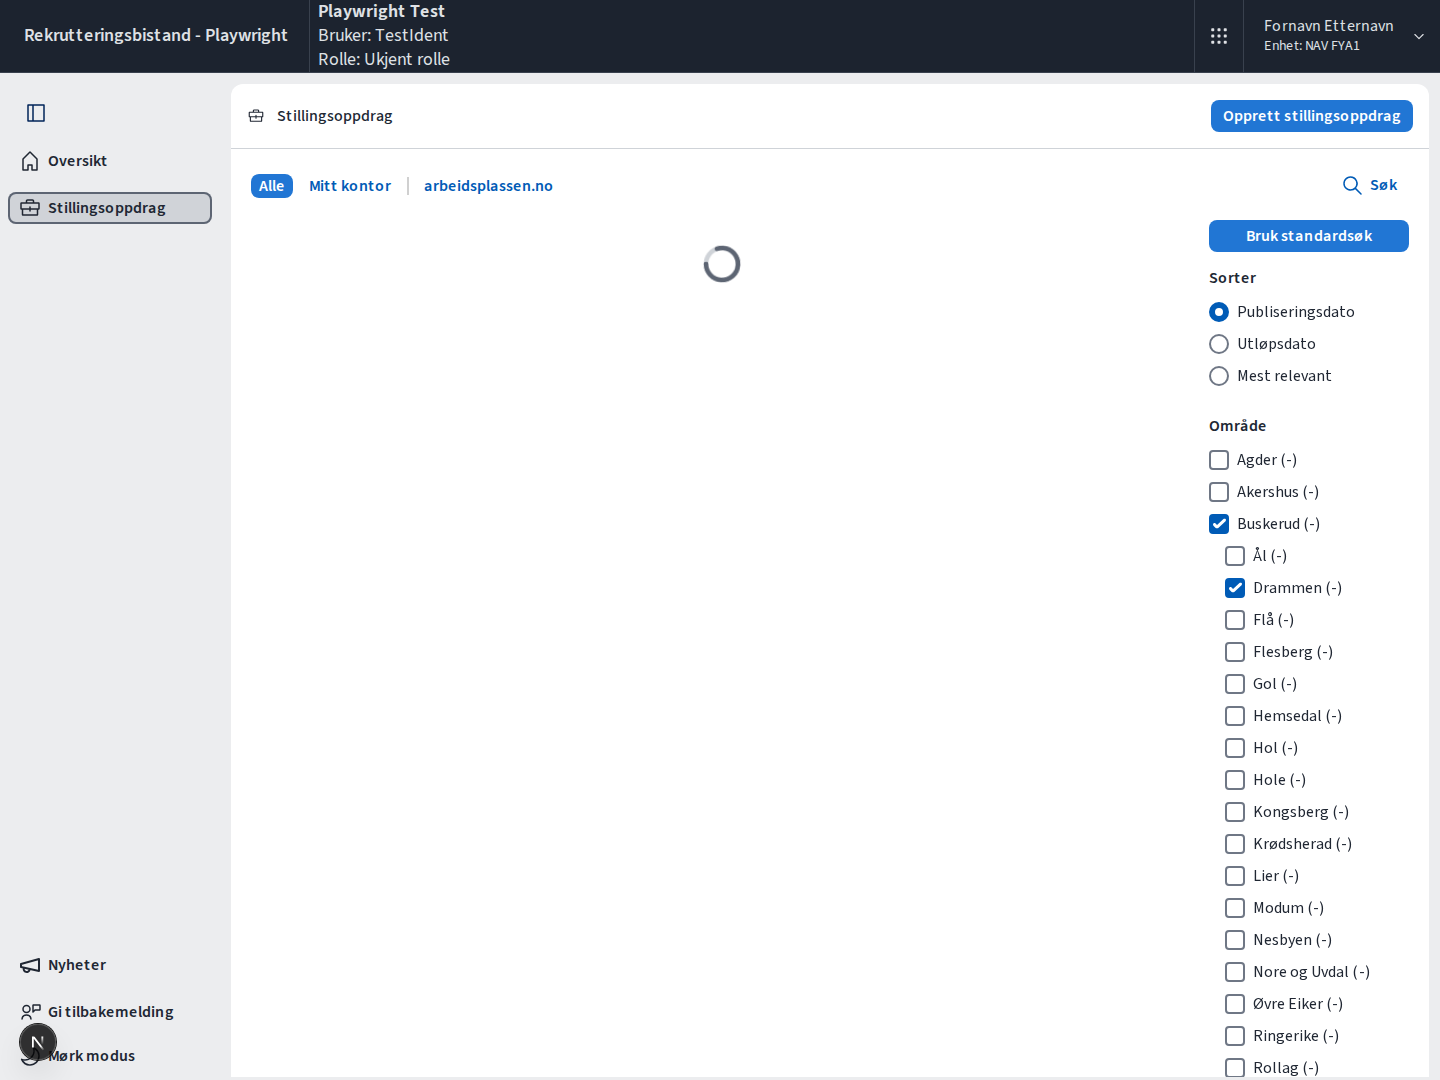 Rekrutteringsbistand - Playwright
Playwright Test
Bruker: TestIdent
Rolle: Ukjent rolle
Fornavn Etternavn
Enhet: NAV FYA1
Oversikt
Stillingsoppdrag
Nyheter
Gi tilbakemelding
Mørk modus
N
Stillingsoppdrag
Opprett stillingsoppdrag
Alle
Mitt kontor
arbeidsplassen.no
Søk
Bruk standardsøk
Sorter
Publiseringsdato
Utløpsdato
Mest relevant
Område
Agder (-)
Akershus (-)
Buskerud (-)
Ål (-)
Drammen (-)
Flå (-)
Flesberg (-)
Gol (-)
Hemsedal (-)
Hol (-)
Hole (-)
Kongsberg (-)
Krødsherad (-)
Lier (-)
Modum (-)
Nesbyen (-)
Nore og Uvdal (-)
Øvre Eiker (-)
Ringerike (-)
Rollag (-)